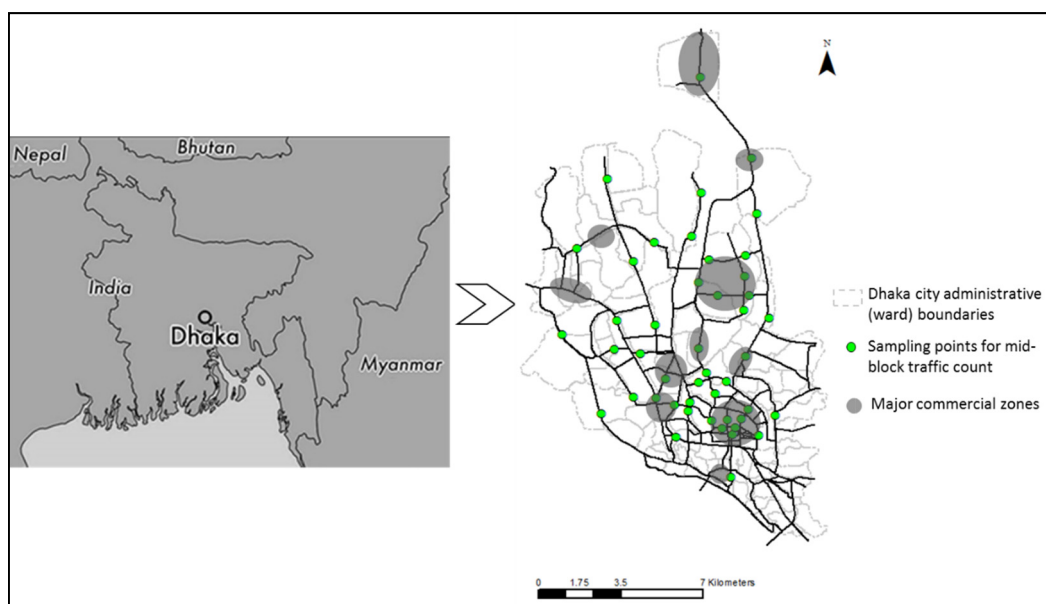 Nepal
Bhutan
India
Dhaka
Myanmar
N
Dhaka city administrative
(ward) boundaries
Sampling points for mid-
block traffic count
Major commercial zones
0 1.75 3.5 7 Kilometers